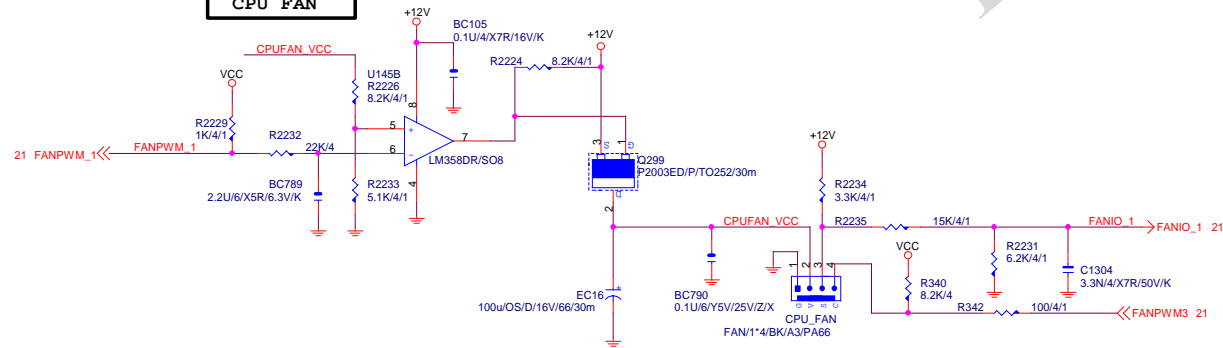 CPU FAN
+12V
BC105
0.1U/4/X7R/16V/K
+12V
R2224
8.2K/4/1
CPUFAN_VCC
VCC
U145B
R2226
8.2K/4/1
8
R2229
1K/4/1
R2232
22K/4
21 FANPWM_1
FANPWM_1
5
+
6
-
7
LM358DR/SO8
4
3
S
1
G
Q299
P2003ED/P/TO252/30m
D
2
BC789
2.2U/6/X5R/6.3V/K
R2233
5.1K/4/1
+12V
R2234
3.3K/4/1
CPUFAN_VCC
R2235
15K/4/1
FANIO_1
FANIO_1 21
VCC
R2231
6.2K/4/1
C1304
3.3N/4/X7R/50V/K
R340
8.2K/4
1
2
3
4
G
V
S
C
EC16
+
100u/OS/D/16V/66/30m
BC790
0.1U/6/Y5V/25V/Z/X
CPU_FAN
FAN/1*4/BK/A3/PA66
R342
100/4/1
FANPWM3 21